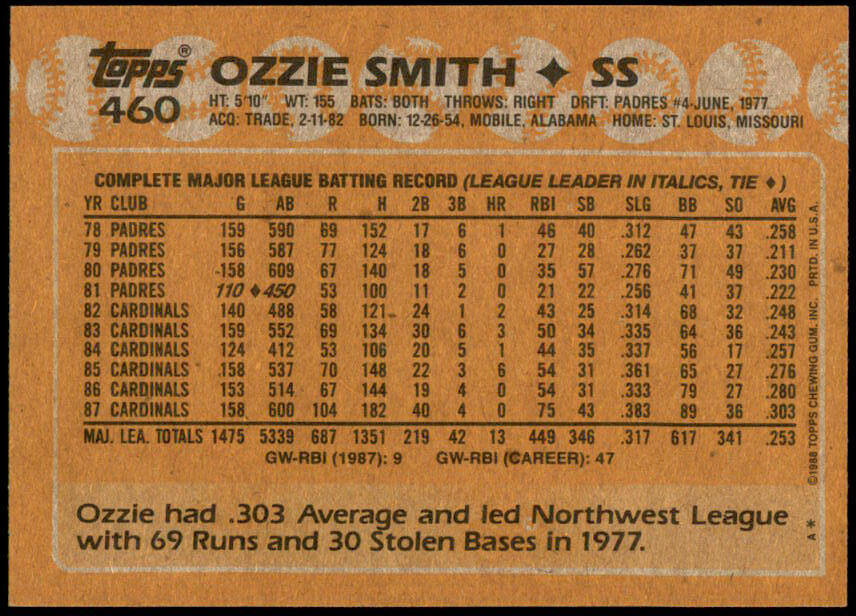 Topps® OZZIE SMITH ♦ SS
460 HT: 5'10" WT: 155 BATS: BOTH THROWS: RIGHT DRFT: PADRES #4-JUNE, 1977
ACQ: TRADE, 2-11-82 BORN: 12-26-54, MOBILE, ALABAMA HOME: ST. LOUIS, MISSOURI
COMPLETE MAJOR LEAGUE BATTING RECORD (LEAGUE LEADER IN ITALICS, TIE ♦)
YR CLUB G AB R H 2B 3B HR RBI SB SLG BB SO AVG
78 PADRES 159 590 69 152 17 6 1 46 40 .312 47 43 .258
79 PADRES 156 587 77 124 18 6 0 27 28 .262 37 37 .211
80 PADRES 158 609 67 140 18 5 0 35 57 .276 71 49 .230
81 PADRES 110 ♦450 53 100 11 2 0 21 22 .256 41 37 .222
82 CARDINALS 140 488 58 121 24 1 2 43 25 .314 68 32 .248
83 CARDINALS 159 552 69 134 30 6 3 50 34 .335 64 36 .243
84 CARDINALS 124 412 53 106 20 5 1 44 35 .337 56 17 .257
85 CARDINALS 158 537 70 148 22 3 6 54 31 .361 65 27 .276
86 CARDINALS 153 514 67 144 19 4 0 54 31 .333 79 27 .280
87 CARDINALS 158 600 104 182 40 4 0 75 43 .383 89 36 .303
MAJ. LEA. TOTALS 1475 5339 687 1351 219 42 13 449 346 .317 617 341 .253
GW-RBI (1987): 9 GW-RBI (CAREER): 47
Ozzie had .303 Average and led Northwest League
with 69 Runs and 30 Stolen Bases in 1977.
©1988 TOPPS CHEWING GUM, INC. PRTD. IN U.S.A.
A*